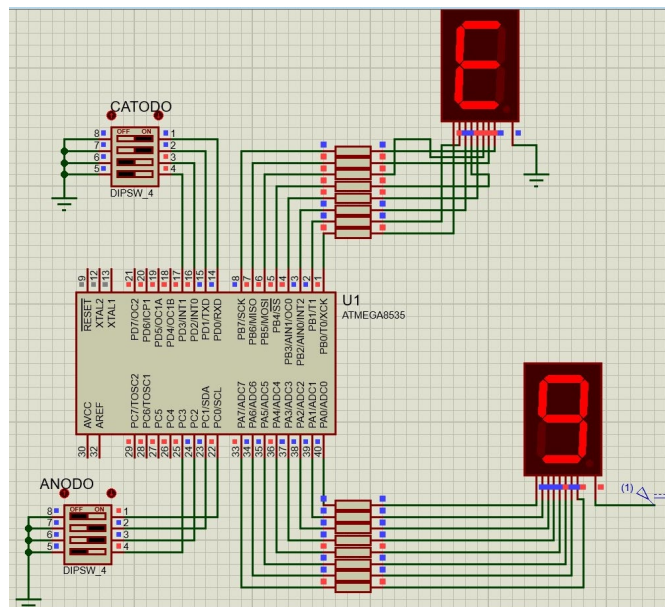 CATODO
OFF ON
8 1
7 2
6 3
5 4
DIPSW_4
E
9 12 13 21 20 19 18 17 16 15 14 8 7 6 5 4 3 2 1
RESET
XTAL2
XTAL1
PD7/OC2
PD6/ICP1
PD5/OC1A
PD4/OC1B
PD3/INT1
PD2/INT0
PD1/TXD
PD0/RXD
PB7/SCK
PB6/MISO
PB5/MOSI
PB4/SS
PB3/AIN1/OC0
PB2/AIN0/INT2
PB1/T1
PB0/T0/XCK
U1
ATMEGA8535
AVCC
AREF
PC7/TOSC2
PC6/TOSC1
PC5
PC4
PC3
PC2
PC1/SDA
PC0/SCL
PA7/ADC7
PA6/ADC6
PA5/ADC5
PA4/ADC4
PA3/ADC3
PA2/ADC2
PA1/ADC1
PA0/ADC0
30 32 29 28 27 26 25 24 23 22 33 34 35 36 37 38 39 40
9
(1)
ANODO
OFF ON
8 1
7 2
6 3
5 4
DIPSW_4